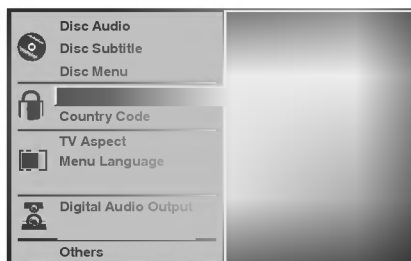 Disc Audio
Disc Subtitle
Disc Menu
Country Code
TV Aspect
Menu Language
Digital Audio Output
Others